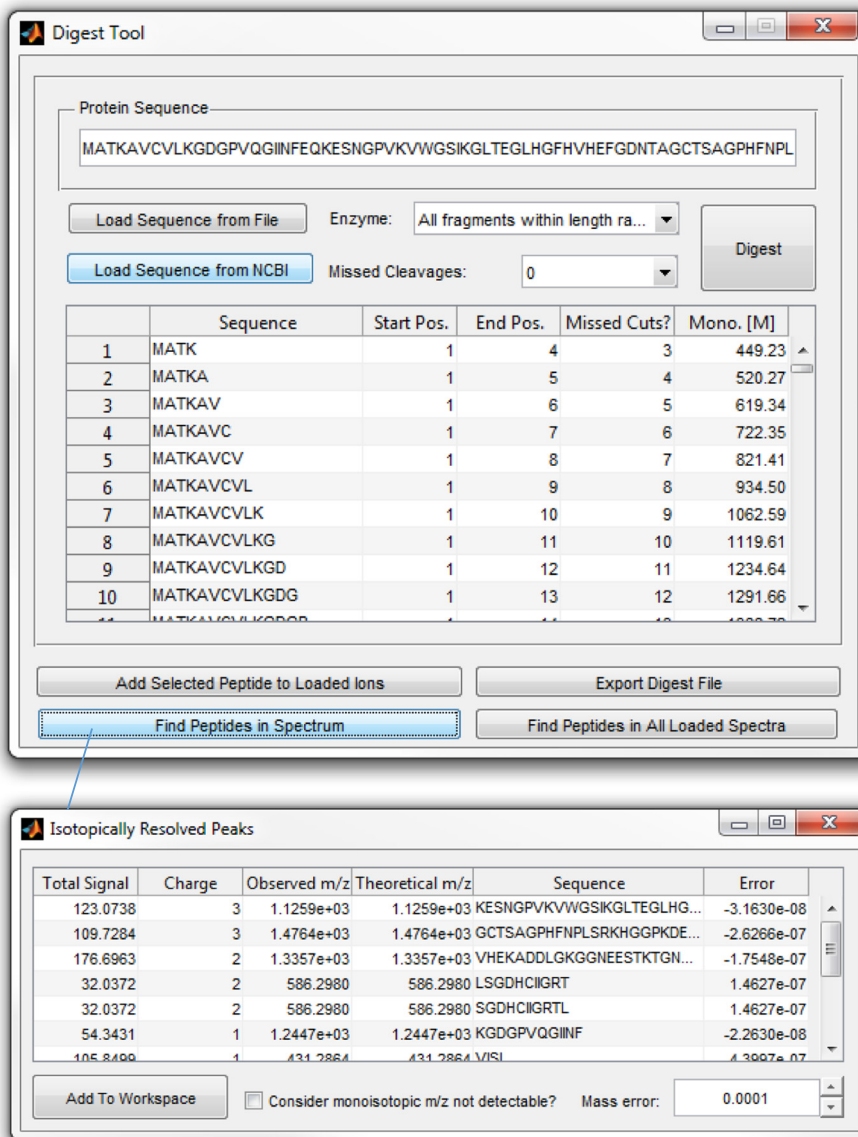 Digest Tool
Protein Sequence
MATKAVCVLKGDGPVQGIINFEQKESNGPVKVWGSIKGLTEGLHGFHVHEFGDNTAGCTSAGPHFNPL
Load Sequence from File Enzyme: All fragments within length ra...
Load Sequence from NCBI Missed Cleavages: 0 Digest
Sequence Start Pos. End Pos. Missed Cuts? Mono. [M]
1 MATK 1 4 3 449.23
2 MATKA 1 5 4 520.27
3 MATKAV 1 6 5 619.34
4 MATKAVC 1 7 6 722.35
5 MATKAVCV 1 8 7 821.41
6 MATKAVCVL 1 9 8 934.50
7 MATKAVCVLK 1 10 9 1062.59
8 MATKAVCVLKG 1 11 10 1119.61
9 MATKAVCVLKGD 1 12 11 1234.64
10 MATKAVCVLKGDG 1 13 12 1291.66
Add Selected Peptide to Loaded Ions Export Digest File
Find Peptides in Spectrum Find Peptides in All Loaded Spectra
Isotopically Resolved Peaks
Total Signal Charge Observed m/z Theoretical m/z Sequence Error
123.0738 3 1.1259e+03 1.1259e+03 KESNGPVKVWGSIKGLTEGLHG... -3.1630e-08
109.7284 3 1.4764e+03 1.4764e+03 GCTSAGPHFNPLSRKHGGPKDE... -2.6266e-07
176.6963 2 1.3357e+03 1.3357e+03 VHEKADDLGKGGNEESTKTGN... -1.7548e-07
32.0372 2 586.2980 586.2980 LSGDHCIIGRT 1.4627e-07
32.0372 2 586.2980 586.2980 SGDHCIIGRTL 1.4627e-07
54.3431 1 1.2447e+03 1.2447e+03 KGDGPVQGIINF -2.2630e-08
105.8499 1 431.2864 431.2864 VISL 4.3997e-07
Add To Workspace Consider monoisotopic m/z not detectable? Mass error: 0.0001